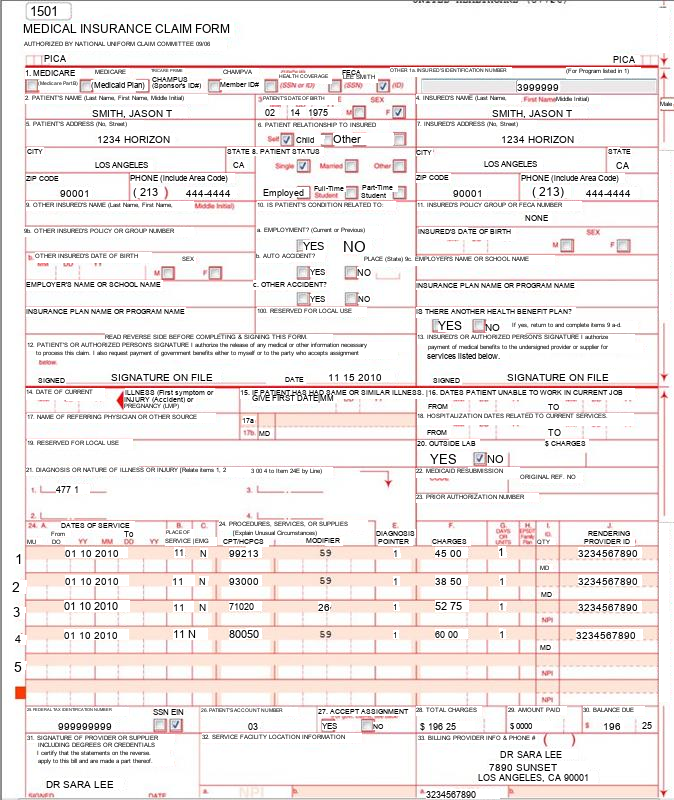 1501
MEDICAL INSURANCE CLAIM FORM
AUTHORIZED BY NATIONAL UNIFORM CLAIM COMMITTEE 09/06
PICA PICA
1. MEDICARE MEDICARE CHAMPUS CHAMPVA HEALTH COVERAGE FECA SMITH OTHER 1a. INSURED'S IDENTIFICATION NUMBER (For Program listed in 1)
(Medicare PartB) (Medicaid Plan) (Sponsor's ID#) Member ID# (SSN or ID) (SSN) (ID) 3999999
2. PATIENT'S NAME (Last Name, First Name, Middle Initial) 3. PATIENT'S DATE OF BIRTH SEX 4. INSURED'S NAME (Last Name, First Name Middle Initial)
SMITH, JASON T 02 14 1975 M F SMITH, JASON T
5. PATIENT'S ADDRESS (No, Street) 6. PATIENT RELATIONSHIP TO INSURED 7. INSURED'S ADDRESS (No, Street)
1234 HORIZON Self Child Other 1234 HORIZON
CITY STATE 8. PATIENT STATUS CITY STATE
LOS ANGELES CA Single Married Other LOS ANGELES CA
ZIP CODE PHONE (Include Area Code) ZIP CODE PHONE (Include Area Code)
90001 ( 213 ) 444-4444 Employed Full-Time Student Part-Time Student 90001 ( 213 ) 444-4444
9. OTHER INSURED'S NAME (Last Name, First Name, Middle Initial) 10. IS PATIENT'S CONDITION RELATED TO: 11. INSURED'S POLICY GROUP OR FECA NUMBER
NONE
9b. OTHER INSURED'S POLICY OR GROUP NUMBER a. EMPLOYMENT? (Current or Previous) INSURED'S DATE OF BIRTH SEX
YES NO M F
b. OTHER INSURED'S DATE OF BIRTH SEX b. AUTO ACCIDENT? PLACE (State) 9c. EMPLOYER'S NAME OR SCHOOL NAME
MM DD YY M F YES NO
EMPLOYER'S NAME OR SCHOOL NAME c. OTHER ACCIDENT? INSURANCE PLAN NAME OR PROGRAM NAME
YES NO
INSURANCE PLAN NAME OR PROGRAM NAME 100. RESERVED FOR LOCAL USE IS THERE ANOTHER HEALTH BENEFIT PLAN?
YES NO If yes, return to and complete items 9 a-d.
READ REVERSE SIDE BEFORE COMPLETING & SIGNING THIS FORM.
12. PATIENT'S OR AUTHORIZED PERSON'S SIGNATURE I authorize the release of any medical or other information necessary
to process this claim. I also request payment of government benefits either to myself or to the party who accepts assignment
below.
13. INSURED'S OR AUTHORIZED PERSON'S SIGNATURE I authorize
payment of medical benefits to the undersigned provider or supplier for
services listed below.
SIGNED SIGNATURE ON FILE DATE 11 15 2010 SIGNED SIGNATURE ON FILE
14. DATE OF CURRENT ILLNESS (First symptom or INJURY (Accident) or PREGNANCY (LMP) 15. IF PATIENT HAS HAD SAME OR SIMILAR ILLNESS. GIVE FIRST DATE MM 16. DATES PATIENT UNABLE TO WORK IN CURRENT JOB
FROM TO
17. NAME OF REFERRING PHYSICIAN OR OTHER SOURCE 17a 18. HOSPITALIZATION DATES RELATED TO CURRENT SERVICES.
17b. MD FROM TO
19. RESERVED FOR LOCAL USE 20. OUTSIDE LAB $ CHARGES
YES NO
21. DIAGNOSIS OR NATURE OF ILLNESS OR INJURY (Relate items 1, 2 3 00 4 to Item 24E by Line) 22. MEDICAID RESUBMISSION CODE ORIGINAL REF. NO
1. 477 1 3.
23. PRIOR AUTHORIZATION NUMBER
2. 4.
24. A. DATES OF SERVICE B. C. 24. PROCEDURES, SERVICES, OR SUPPLIES E. F. G. H. I. J.
From To PLACE OF (Explain Unusual Circumstances) DIAGNOSIS DAYS OR UNITS EPSDT Family Plan ID. RENDERING
MU DO YY MM DD YY SERVICE EMG CPT/HCPCS MODIFIER POINTER CHARGES QTY PROVIDER ID
1 01 10 2010 11 N 99213 59 1 45 00 1 3234567890
MD
2 01 10 2010 11 N 93000 59 1 38 50 1 3234567890
MD
3 01 10 2010 11 N 71020 26 1 52 75 1 3234567890
NPI
4 01 10 2010 11 N 80050 59 1 60 00 1 3234567890
MD
5
NPI
NPI
25. FEDERAL TAX IDENTIFICATION NUMBER SSN EIN 26. PATIENT'S ACCOUNT NUMBER 27. ACCEPT ASSIGNMENT 28. TOTAL CHARGES 29. AMOUNT PAID 30. BALANCE DUE
999999999 03 YES NO $ 196 25 $ 0000 $ 196 25
31. SIGNATURE OF PROVIDER OR SUPPLIER 32. SERVICE FACILITY LOCATION INFORMATION 33. BILLING PROVIDER INFO & PHONE # ( )
INCLUDING DEGREES OR CREDENTIALS
I certify that the statements on the reverse.
apply to this bill and are made a part thereof.
DR SARA LEE
7890 SUNSET
LOS ANGELES, CA 90001
DR SARA LEE
SIGNED DATE a. NPI b. a. 3234567890 b.